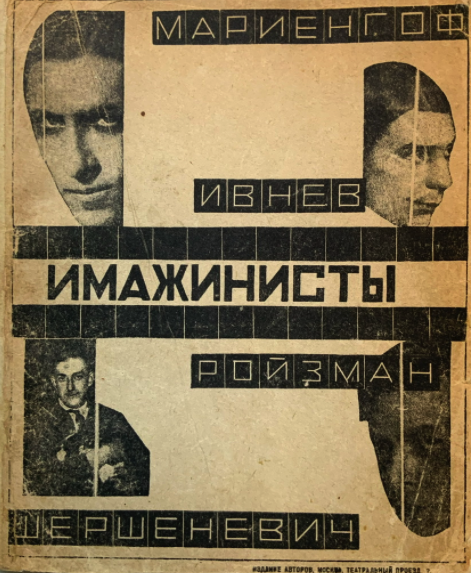 МАРИЕНГОФ
ИВНЕВ
ИМАЖИНИСТЫ
РОЙЗМАН
ШЕРШЕНЕВИЧ
ИЗДАНИЕ АВТОРОВ. МОСКВА. ТЕАТРАЛЬНЫЙ ПРОЕЗД